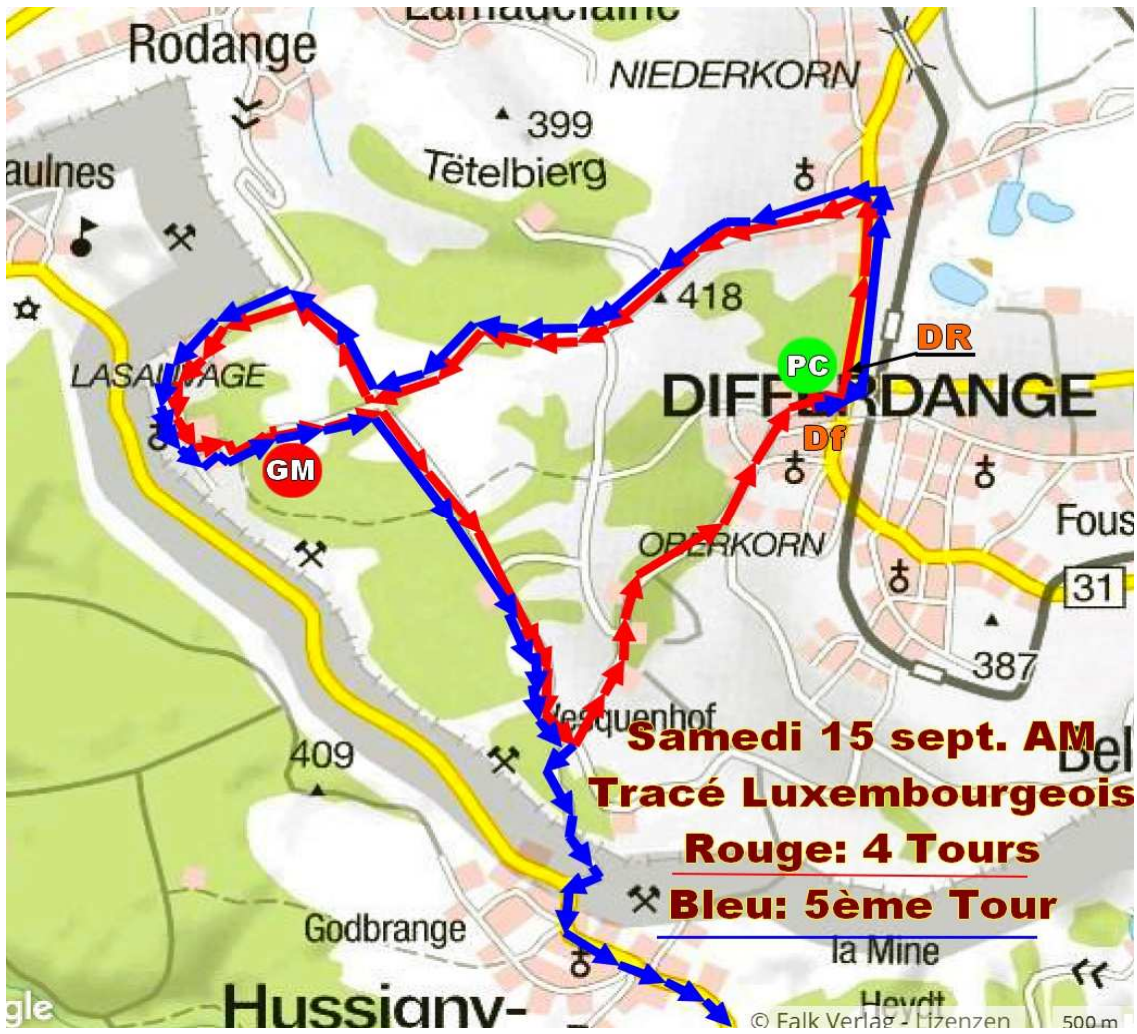 Lamadelaine
Rodange
NIEDERKORN
399
Tëtelbierg
aulnes
418
DR
PC
LASAUVAGE
DIFFERDANGE
Df
GM
Fous
OBERKORN
31
387
Vesquenhof
Samedi 15 sept. AM
409
Bel
Tracé Luxembourgeois
Rouge: 4 Tours
Bleu: 5ème Tour
Godbrange
la Mine
Heydt
gle
Hussigny-
© Falk Verlag - Lizenzen
500 m